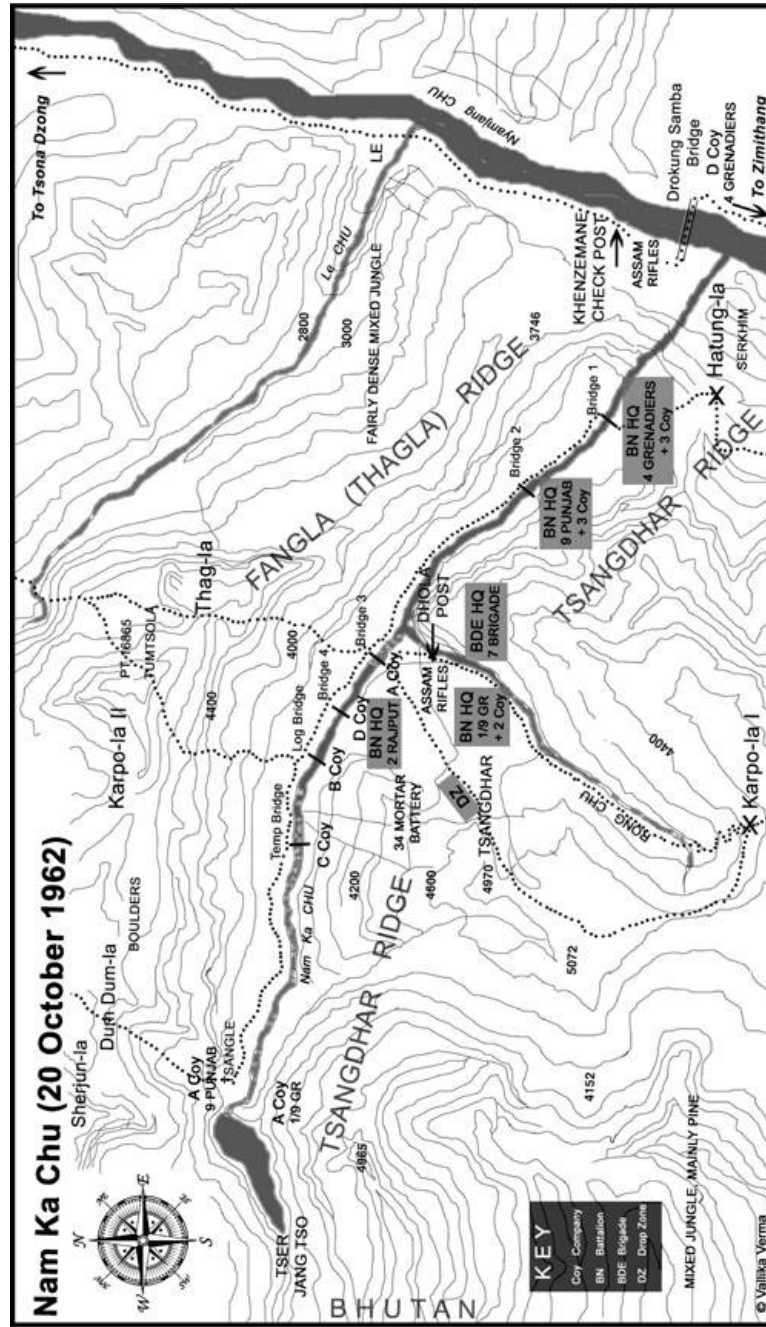 Nam Ka Chu (20 October 1962)
To Tsona Dzong
Sherjun-la
Dum Dum-la
BOULDERS
Karpo-la II
PT-16865
TUMTSOLA
Thag-la
4400
4000
A Coy
9 PUNJAB
TSANGLE
N
NE
E
SE
S
SW
W
NW
TSER
JANG TSO
A Coy
1/9 GR
Nam Ka CHU
Temp Bridge
Log Bridge
Bridge 4
Bridge 3
Bridge 2
Bridge 1
FANGLA (THAGLA) RIDGE
2800
3000
FAIRLY DENSE MIXED JUNGLE
Le CHU
LE
Nyamjang CHU
3746
KHENZEMANE
CHECK POST
ASSAM
RIFLES
Drokung Samba
Bridge
D Coy
4 GRENADIERS
To Zimithang
C Coy
B Coy
D Coy
A Coy
BN HQ
2 RAJPUT
DHOLA
POST
ASSAM
RIFLES
BDE HQ
7 BRIGADE
BN HQ
1/9 GR
+ 2 Coy
BN HQ
9 PUNJAB
+ 3 Coy
BN HQ
4 GRENADIERS
+ 3 Coy
Hatung-la
SERKHIM
TSANGDHAR RIDGE
TSANGDHAR RIDGE
34 MORTAR
BATTERY
DZ
TSANGDHAR
4200
4600
4970
5072
4965
4152
RONG CHU
4400
Karpo-la I
BHUTAN
KEY
Coy Company
BN Battalion
BDE Brigade
DZ Drop Zone
MIXED JUNGLE, MAINLY PINE
© Vallika Verma